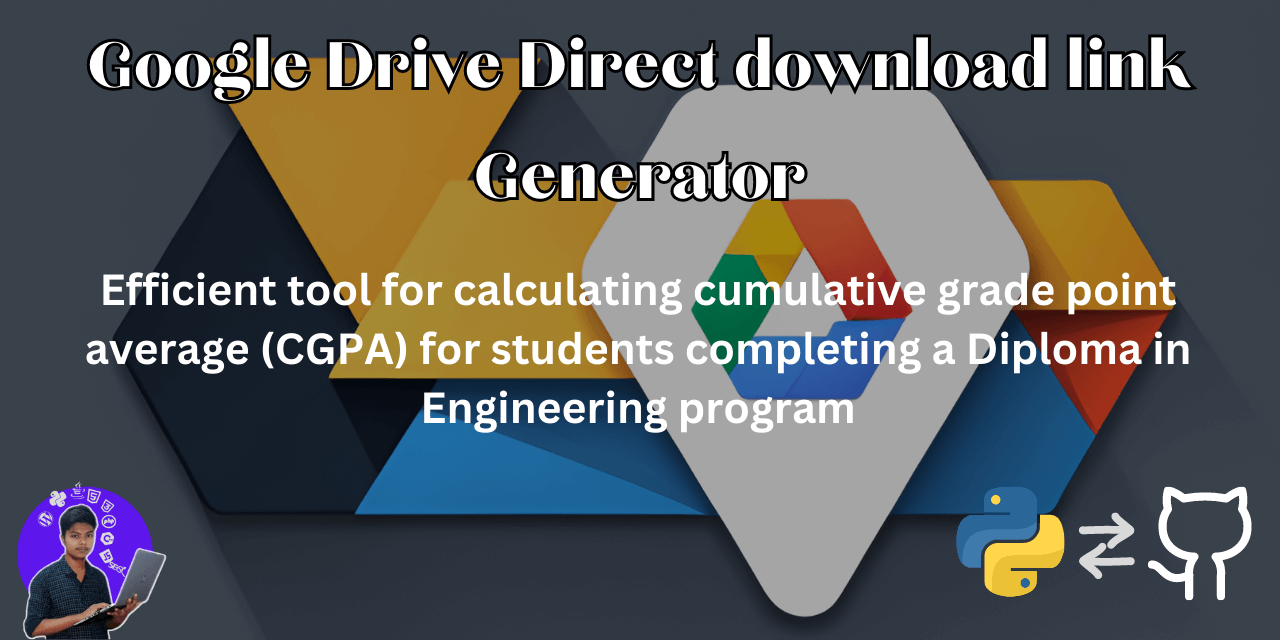 Google Drive Direct download link
Generator
Efficient tool for calculating cumulative grade point
average (CGPA) for students completing a Diploma in
Engineering program